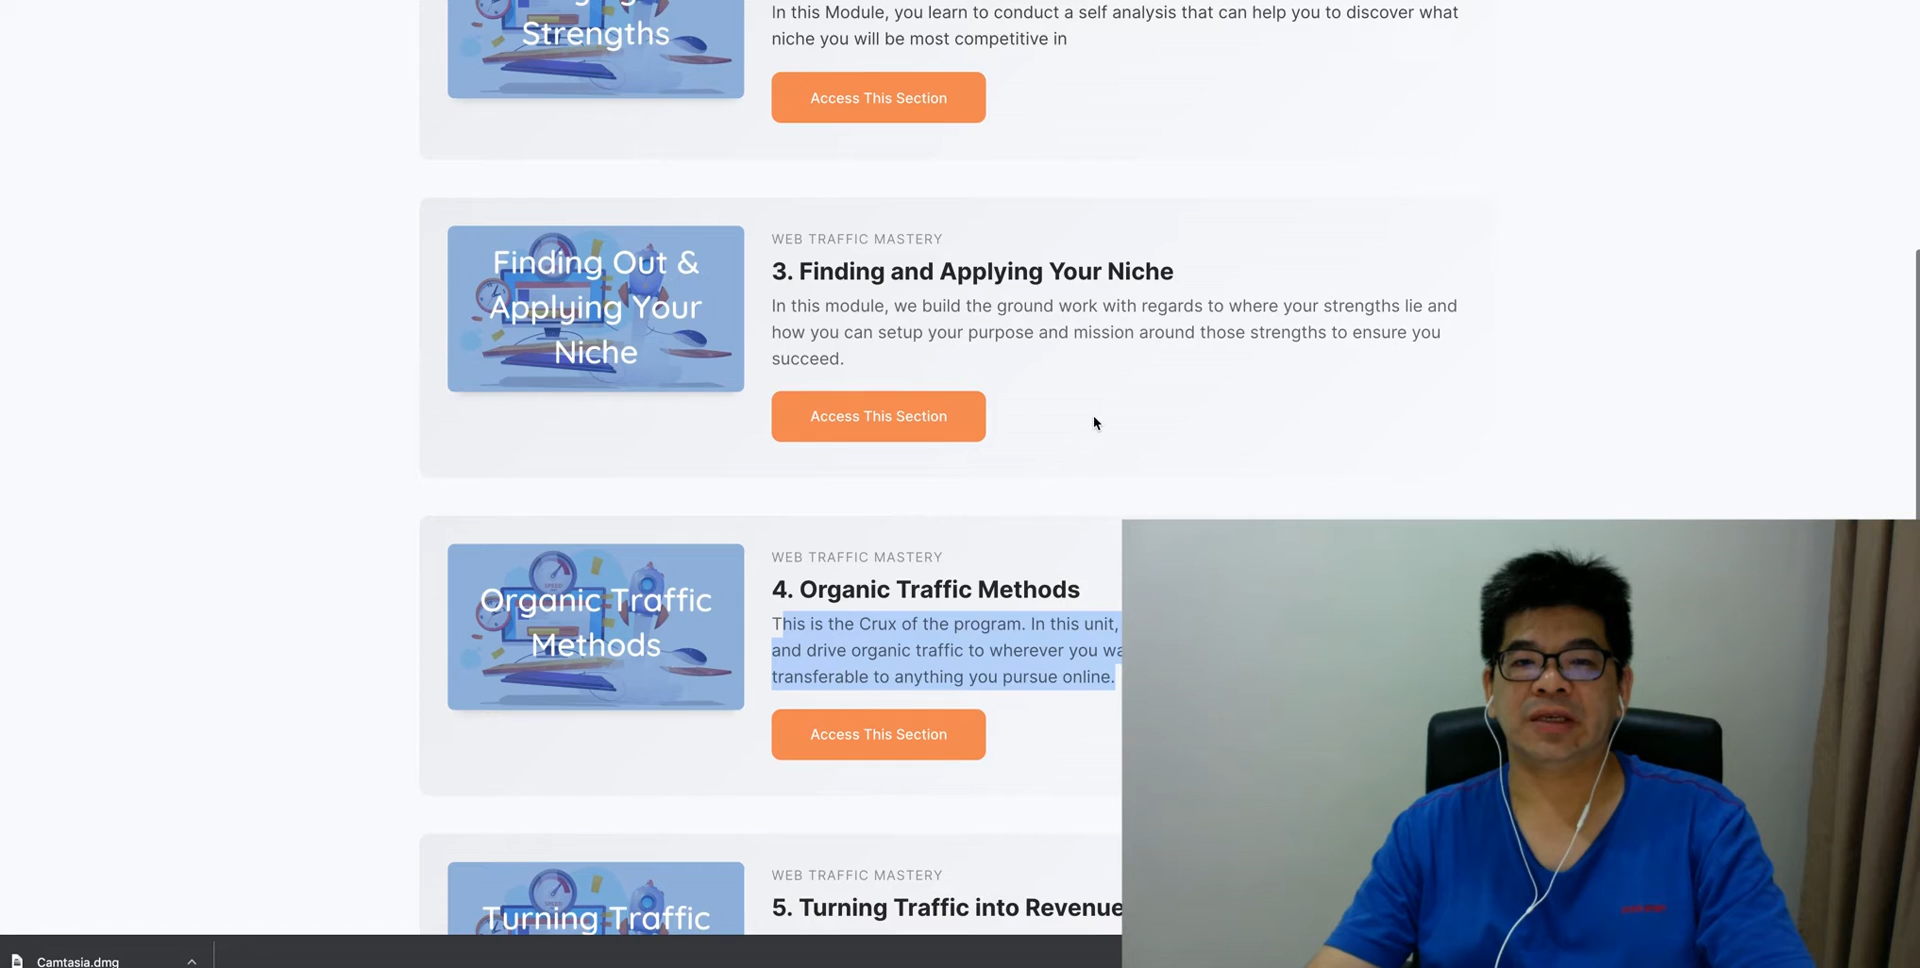 Strengths
In this Module, you learn to conduct a self analysis that can help you to discover what
niche you will be most competitive in
Access This Section
Finding Out &
Applying Your
Niche
WEB TRAFFIC MASTERY
3. Finding and Applying Your Niche
In this module, we build the ground work with regards to where your strengths lie and
how you can setup your purpose and mission around those strengths to ensure you
succeed.
Access This Section
Organic Traffic
Methods
WEB TRAFFIC MASTERY
4. Organic Traffic Methods
This is the Crux of the program. In this unit,
and drive organic traffic to wherever you wa
transferable to anything you pursue online.
Access This Section
Turning Traffic
WEB TRAFFIC MASTERY
5. Turning Traffic into Revenue
Camtasia.dmg